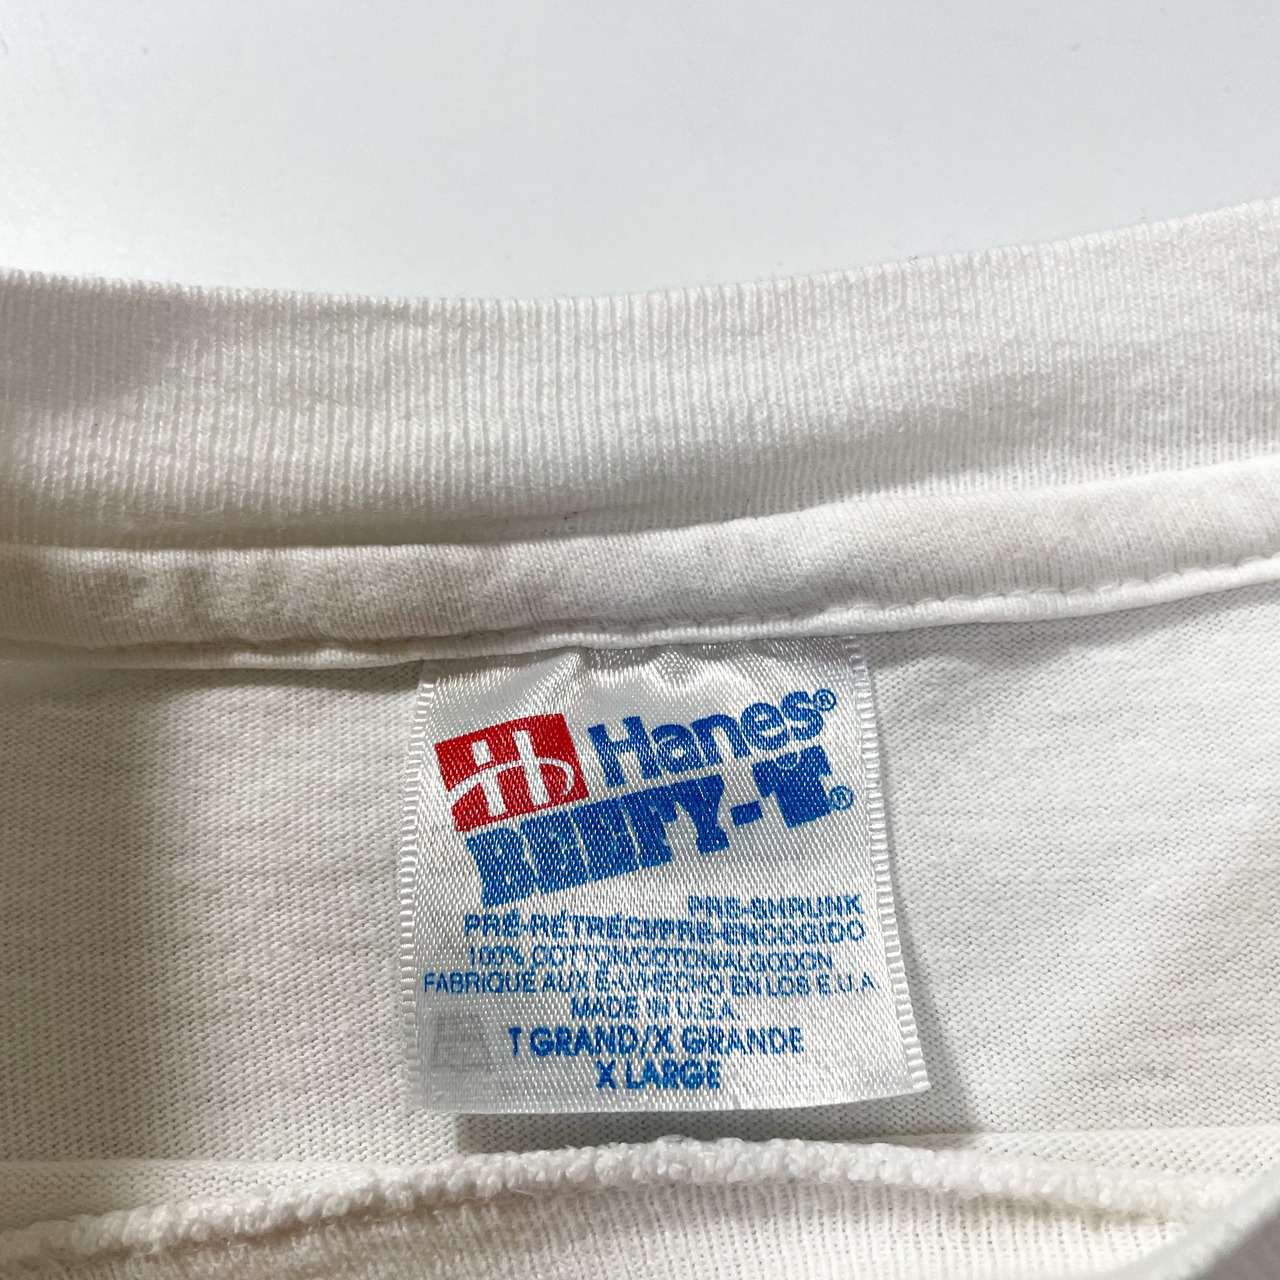 Hanes®
BEEFY-T®
PRE-SHRUNK
PRÉ-RÉTRÉCI/PRE-ENCOGIDO
100% COTTON/COTON/ALGODON
FABRIQUÉ AUX É-U/HECHO EN LOS E.U.A
MADE IN U.S.A.
T GRAND/X GRANDE
X LARGE